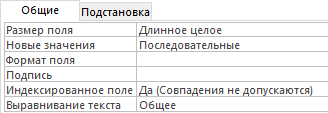 Общие Подстановка
Размер поля Длинное целое
Новые значения Последовательные
Формат поля
Подпись
Индексированное поле Да (Совпадения не допускаются)
Выравнивание текста Общее